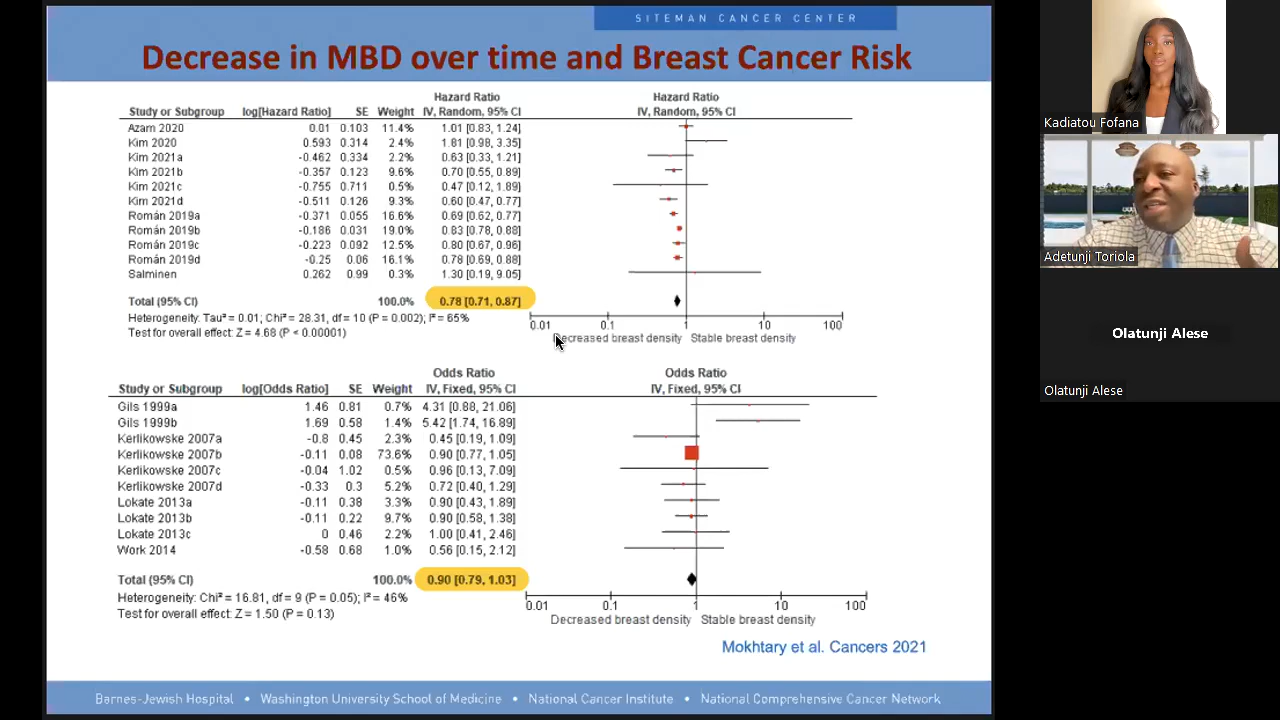 SITEMAN CANCER CENTER
Decrease in MBD over time and Breast Cancer Risk
Hazard Ratio Hazard Ratio
Study or Subgroup log[Hazard Ratio] SE Weight IV, Random, 95% CI IV, Random, 95% CI
Azam 2020 0.01 0.103 11.4% 1.01 [0.83, 1.24]
Kim 2020 0.593 0.314 2.4% 1.81 [0.98, 3.35]
Kim 2021a -0.462 0.334 2.2% 0.63 [0.33, 1.21]
Kim 2021b -0.357 0.123 9.6% 0.70 [0.55, 0.89]
Kim 2021c -0.755 0.711 0.5% 0.47 [0.12, 1.89]
Kim 2021d -0.511 0.126 9.3% 0.60 [0.47, 0.77]
Román 2019a -0.371 0.055 16.6% 0.69 [0.62, 0.77]
Román 2019b -0.186 0.031 19.0% 0.83 [0.78, 0.88]
Román 2019c -0.223 0.092 12.5% 0.80 [0.67, 0.96]
Román 2019d -0.25 0.06 16.1% 0.78 [0.69, 0.88]
Salminen 0.262 0.99 0.3% 1.30 [0.19, 9.05]
Total (95% CI) 100.0% 0.78 [0.71, 0.87]
Heterogeneity: Tau² = 0.01; Chi² = 28.31, df = 10 (P = 0.002); I² = 65%
Test for overall effect: Z = 4.68 (P < 0.00001)
0.01 0.1 1 10 100
Decreased breast density Stable breast density
Odds Ratio Odds Ratio
Study or Subgroup log[Odds Ratio] SE Weight IV, Fixed, 95% CI IV, Fixed, 95% CI
Gils 1999a 1.46 0.81 0.7% 4.31 [0.88, 21.06]
Gils 1999b 1.69 0.58 1.4% 5.42 [1.74, 16.89]
Kerlikowske 2007a -0.8 0.45 2.3% 0.45 [0.19, 1.09]
Kerlikowske 2007b -0.11 0.08 73.6% 0.90 [0.77, 1.05]
Kerlikowske 2007c -0.04 1.02 0.5% 0.96 [0.13, 7.09]
Kerlikowske 2007d -0.33 0.3 5.2% 0.72 [0.40, 1.29]
Lokate 2013a -0.11 0.38 3.3% 0.90 [0.43, 1.89]
Lokate 2013b -0.11 0.22 9.7% 0.90 [0.58, 1.38]
Lokate 2013c 0 0.46 2.2% 1.00 [0.41, 2.46]
Work 2014 -0.58 0.68 1.0% 0.56 [0.15, 2.12]
Total (95% CI) 100.0% 0.90 [0.79, 1.03]
Heterogeneity: Chi² = 16.81, df = 9 (P = 0.05); I² = 46%
Test for overall effect: Z = 1.50 (P = 0.13)
0.01 0.1 1 10 100
Decreased breast density Stable breast density
Mokhtary et al. Cancers 2021
Barnes-Jewish Hospital • Washington University School of Medicine • National Cancer Institute • National Comprehensive Cancer Network
Kadiatou Fofana
Adetunji Toriola
Olatunji Alese
Olatunji Alese